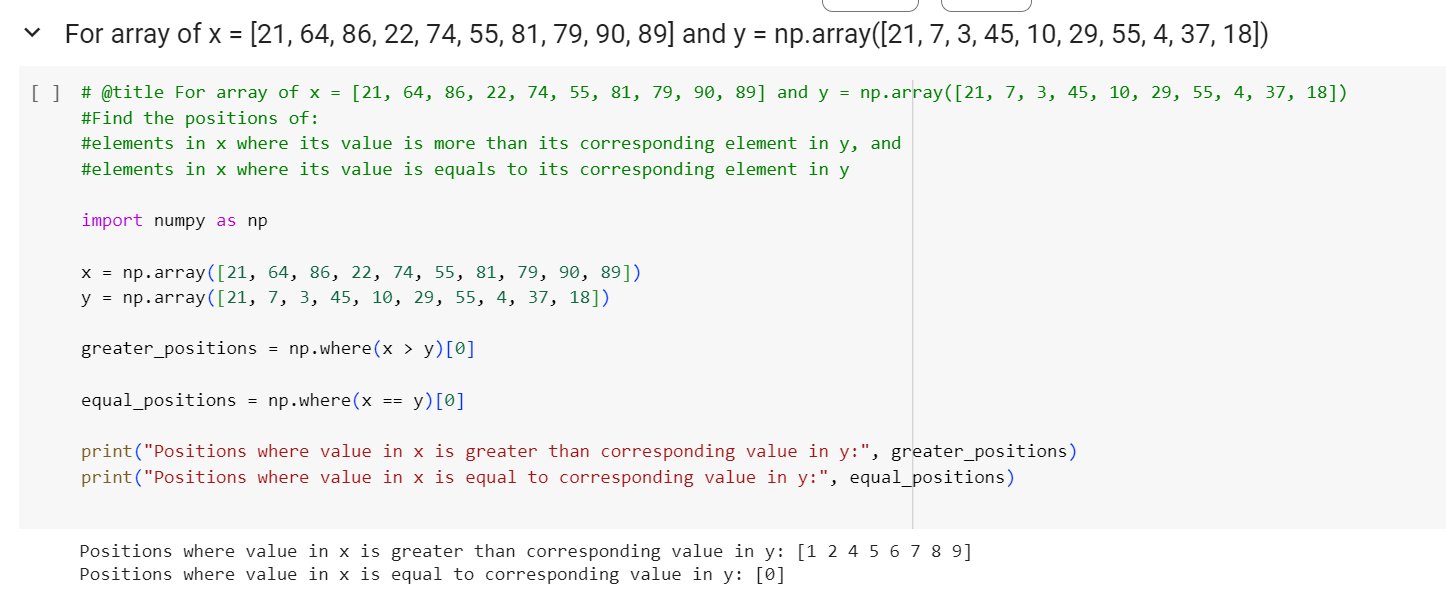 For array of x = [21, 64, 86, 22, 74, 55, 81, 79, 90, 89] and y = np.array([21, 7, 3, 45, 10, 29, 55, 4, 37, 18])
[ ] # @title For array of x = [21, 64, 86, 22, 74, 55, 81, 79, 90, 89] and y = np.array([21, 7, 3, 45, 10, 29, 55, 4, 37, 18])
#Find the positions of:
#elements in x where its value is more than its corresponding element in y, and
#elements in x where its value is equals to its corresponding element in y
import numpy as np
x = np.array([21, 64, 86, 22, 74, 55, 81, 79, 90, 89])
y = np.array([21, 7, 3, 45, 10, 29, 55, 4, 37, 18])
greater_positions = np.where(x > y)[0]
equal_positions = np.where(x == y)[0]
print("Positions where value in x is greater than corresponding value in y:", greater_positions)
print("Positions where value in x is equal to corresponding value in y:", equal_positions)
Positions where value in x is greater than corresponding value in y: [1 2 4 5 6 7 8 9]
Positions where value in x is equal to corresponding value in y: [0]